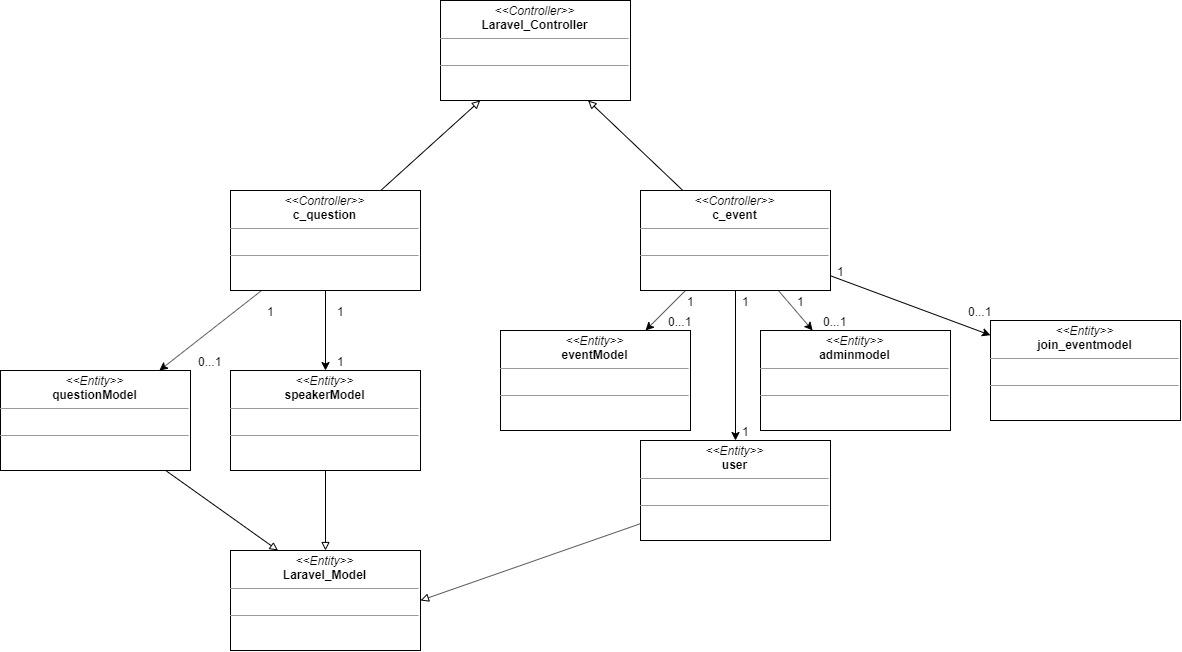 <<Controller>>
Laravel_Controller
<<Controller>>
c_question
<<Controller>>
c_event
1
1
1
1
1
1
0...1
1
0...1
0...1
0...1
<<Entity>>
questionModel
<<Entity>>
speakerModel
<<Entity>>
eventModel
<<Entity>>
adminmodel
<<Entity>>
join_eventmodel
1
<<Entity>>
user
<<Entity>>
Laravel_Model